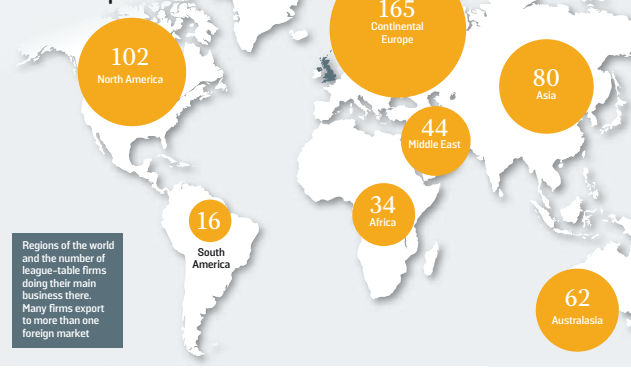 165
Continental
Europe
102
North America
80
Asia
44
Middle East
34
Africa
16
South
America
Regions of the world
and the number of
league-table firms
doing their main
business there.
Many firms export
to more than one
foreign market
62
Australasia